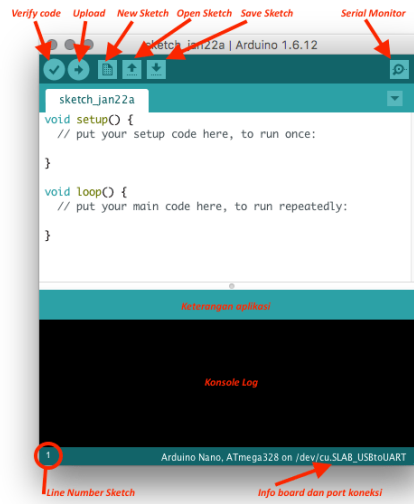 Verify code Upload New Sketch Open Sketch Save Sketch Serial Monitor
sketch_jan22a | Arduino 1.6.12
sketch_jan22a
void setup() {
// put your setup code here, to run once:
}
void loop() {
// put your main code here, to run repeatedly:
}
Keterangan aplikasi
Konsole Log
1
Arduino Nano, ATmega328 on /dev/cu.SLAB_USBtoUART
Line Number Sketch
Info board dan port koneksi